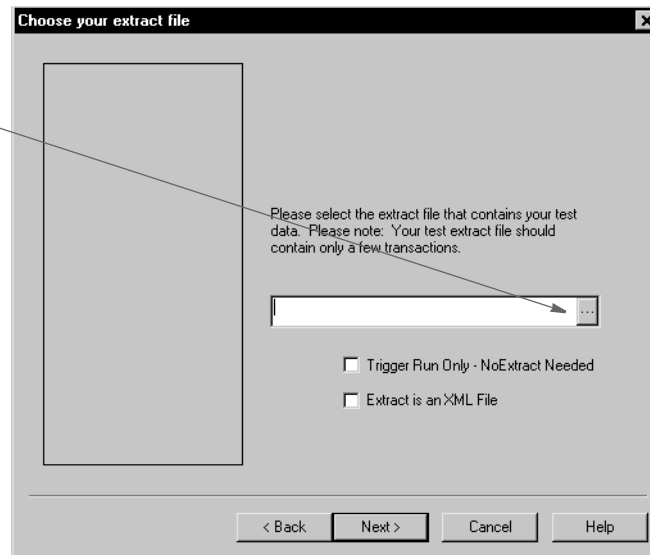 Choose your extract file
Please select the extract file that contains your test
data. Please note: Your test extract file should
contain only a few transactions.
...
Trigger Run Only - NoExtract Needed
Extract is an XML File
< Back Next > Cancel Help